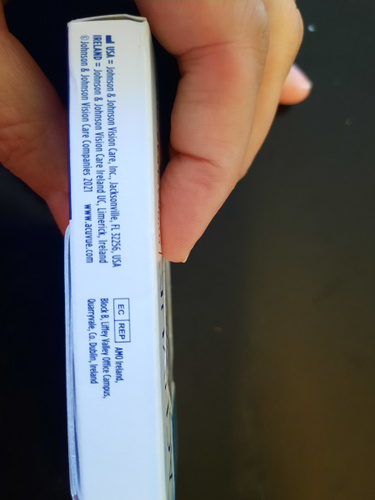 USA = Johnson & Johnson Vision Care, Inc., Jacksonville, FL 32256, USA
IRELAND = Johnson & Johnson Vision Care Ireland UC, Limerick, Ireland
©Johnson & Johnson Vision Care Companies 2021 www.acuvue.com
EC REP AMO Ireland,
Block B, Liffey Valley Office Campus,
Quarryvale, Co. Dublin, Ireland